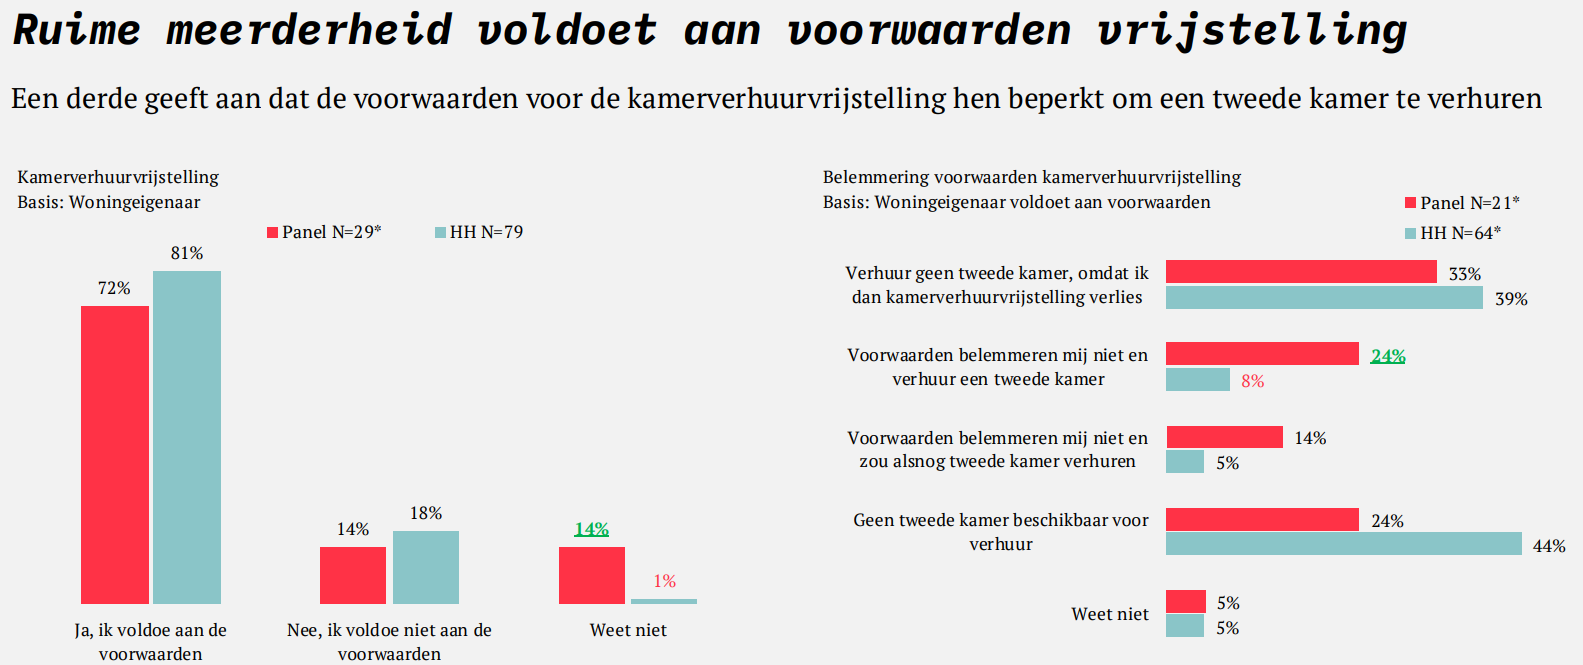 Ruime meerderheid voldoet aan voorwaarden vrijstelling
Een derde geeft aan dat de voorwaarden voor de kamerverhuurvrijstelling hen beperkt om een tweede kamer te verhuren
Kamerverhuurvrijstelling
Basis: Woningeigenaar
Panel N=29*
HH N=79
72%
81%
14%
18%
14%
1%
Ja, ik voldoe aan de
voorwaarden
Nee, ik voldoe niet aan de
voorwaarden
Weet niet
Belemmering voorwaarden kamerverhuurvrijstelling
Basis: Woningeigenaar voldoet aan voorwaarden
Panel N=21*
HH N=64*
Verhuur geen tweede kamer, omdat ik
dan kamerverhuurvrijstelling verlies
33%
39%
Voorwaarden belemmeren mij niet en
verhuur een tweede kamer
24%
8%
Voorwaarden belemmeren mij niet en
zou alsnog tweede kamer verhuren
14%
5%
Geen tweede kamer beschikbaar voor
verhuur
24%
44%
Weet niet
5%
5%